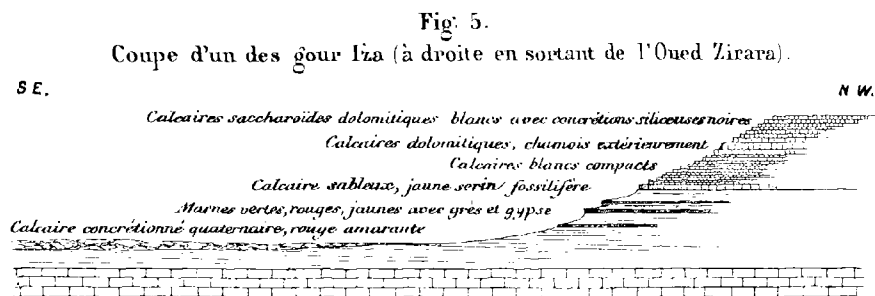 Fig. 5.
Coupe d'un des gour Iza (à droite en sortant de l'Oued Zirara).
SE. NW.
Calcaires saccharoïdes dolomitiques blancs avec concrétions siliceuses noires
Calcaires dolomitiques, chamois extérieurement
Calcaires blancs compacts
Calcaire sableux, jaune serin, fossilifère
Marnes vertes, rouges, jaunes avec grès et gypse
Calcaire concrétionné quaternaire, rouge amarante